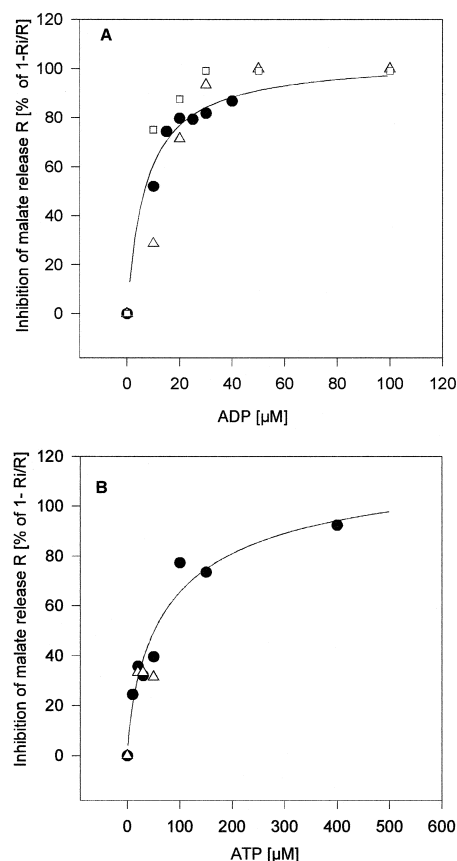 A
120
100
80
60
40
20
0
Inhibition of malate release R [% of 1-Ri/R]
0 20 40 60 80 100 120
ADP [µM]
B
120
100
80
60
40
20
0
Inhibition of malate release R [% of 1- Ri/R]
0 100 200 300 400 500 600
ATP [µM]